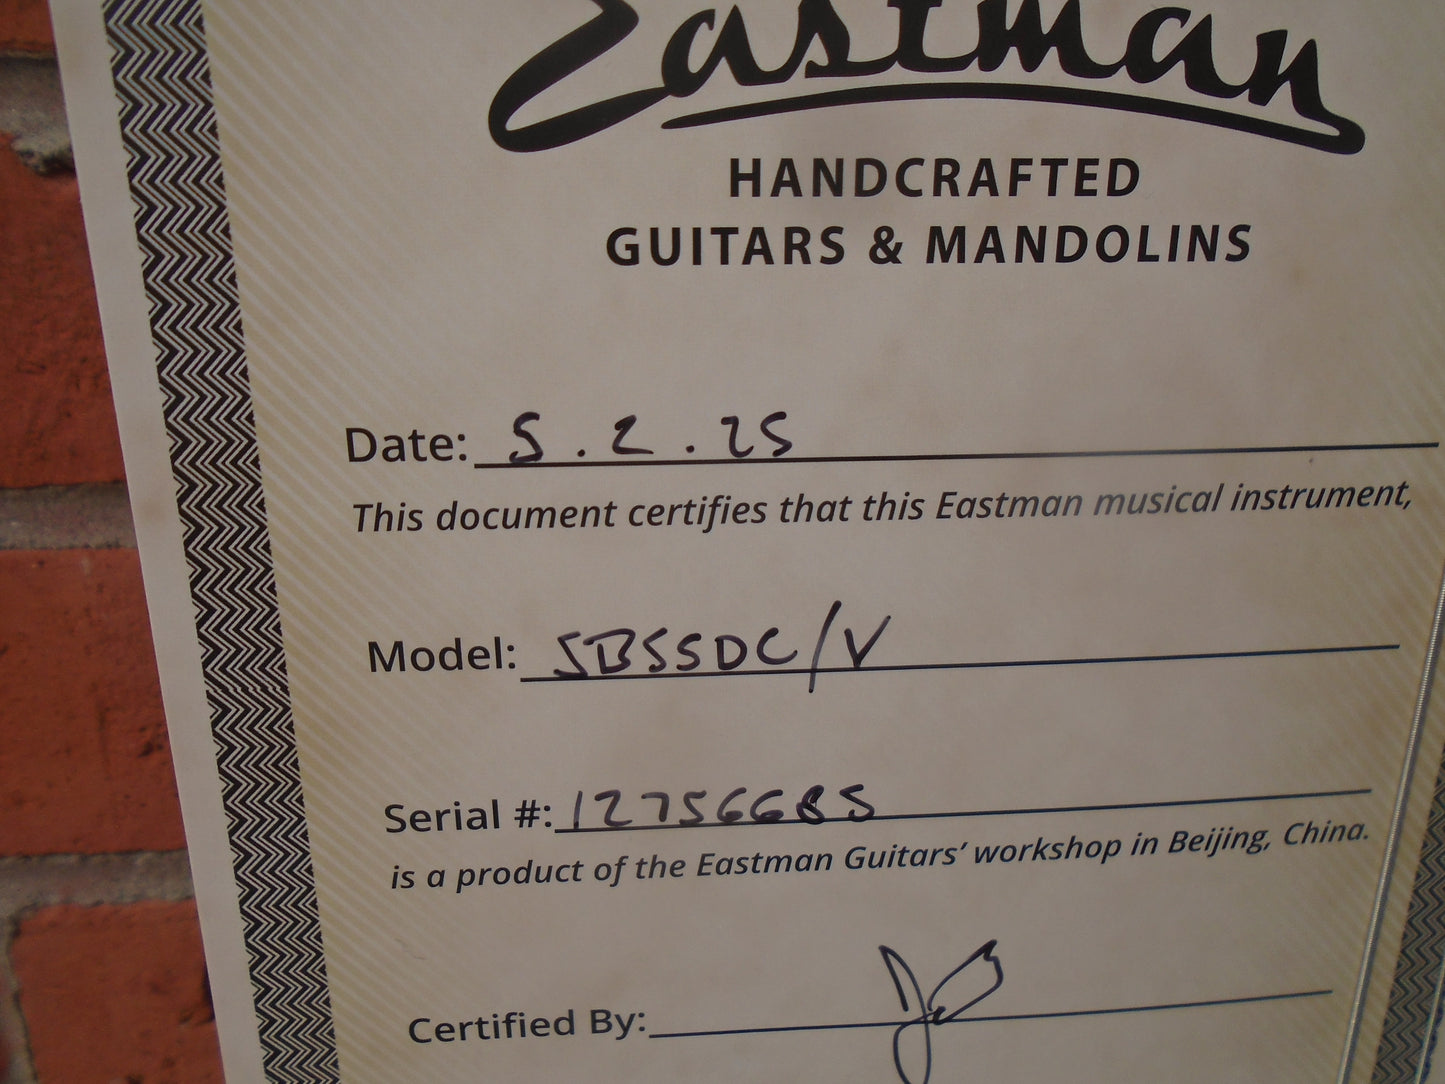 Eastman
HANDCRAFTED
GUITARS & MANDOLINS
Date: 5.2.25
This document certifies that this Eastman musical instrument,
Model: SB55DC/V
Serial #: 12756685
is a product of the Eastman Guitars' workshop in Beijing, China.
Certified By: